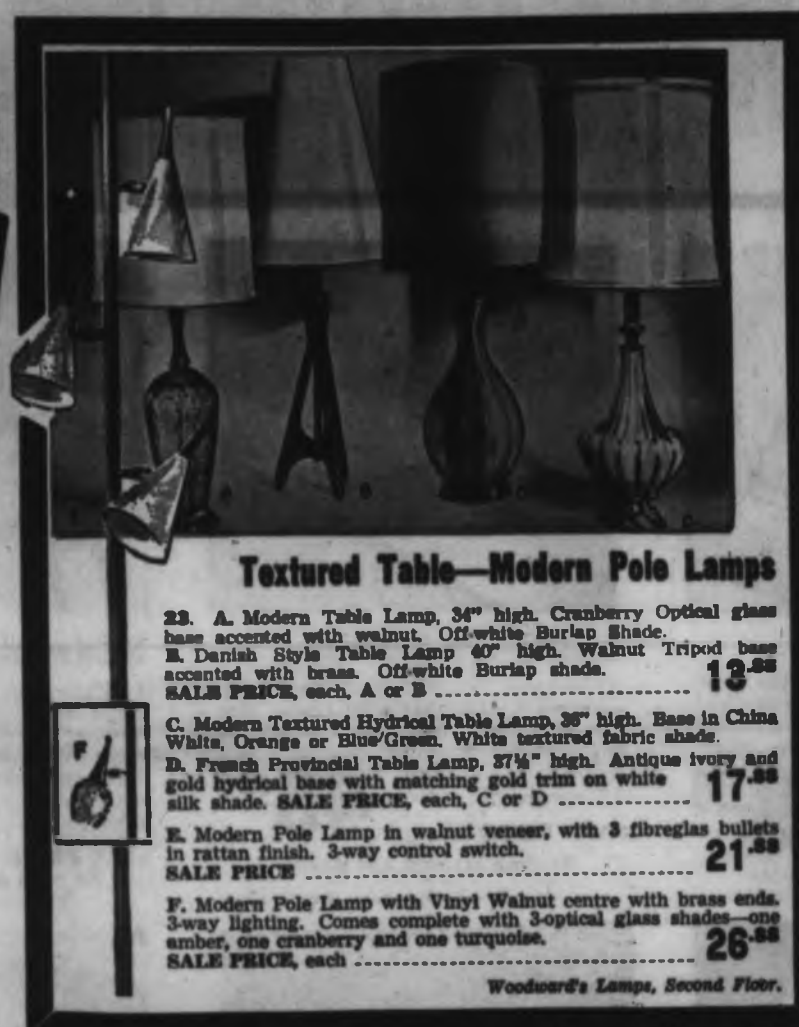 A
B
C
Textured Table—Modern Pole Lamps
23. A. Modern Table Lamp, 34" high. Cranberry Optical glass
base accented with walnut. Off-white Burlap Shade.
B. Danish Style Table Lamp 40" high. Walnut Tripod base
accented with brass. Off-white Burlap shade.
SALE PRICE, each, A or B 13.88
C. Modern Textured Hydrical Table Lamp, 36" high. Base in China
White, Orange or Blue/Green. White textured fabric shade.
D. French Provincial Table Lamp, 37½" high. Antique ivory and
gold hydrical base with matching gold trim on white
silk shade. SALE PRICE, each, C or D 17.88
F
E. Modern Pole Lamp in walnut veneer, with 3 fibreglas bullets
in rattan finish. 3-way control switch.
SALE PRICE 21.88
F. Modern Pole Lamp with Vinyl Walnut centre with brass ends.
3-way lighting. Comes complete with 3-optical glass shades—one
amber, one cranberry and one turquoise.
SALE PRICE, each 26.88
Woodward's Lamps, Second Floor.